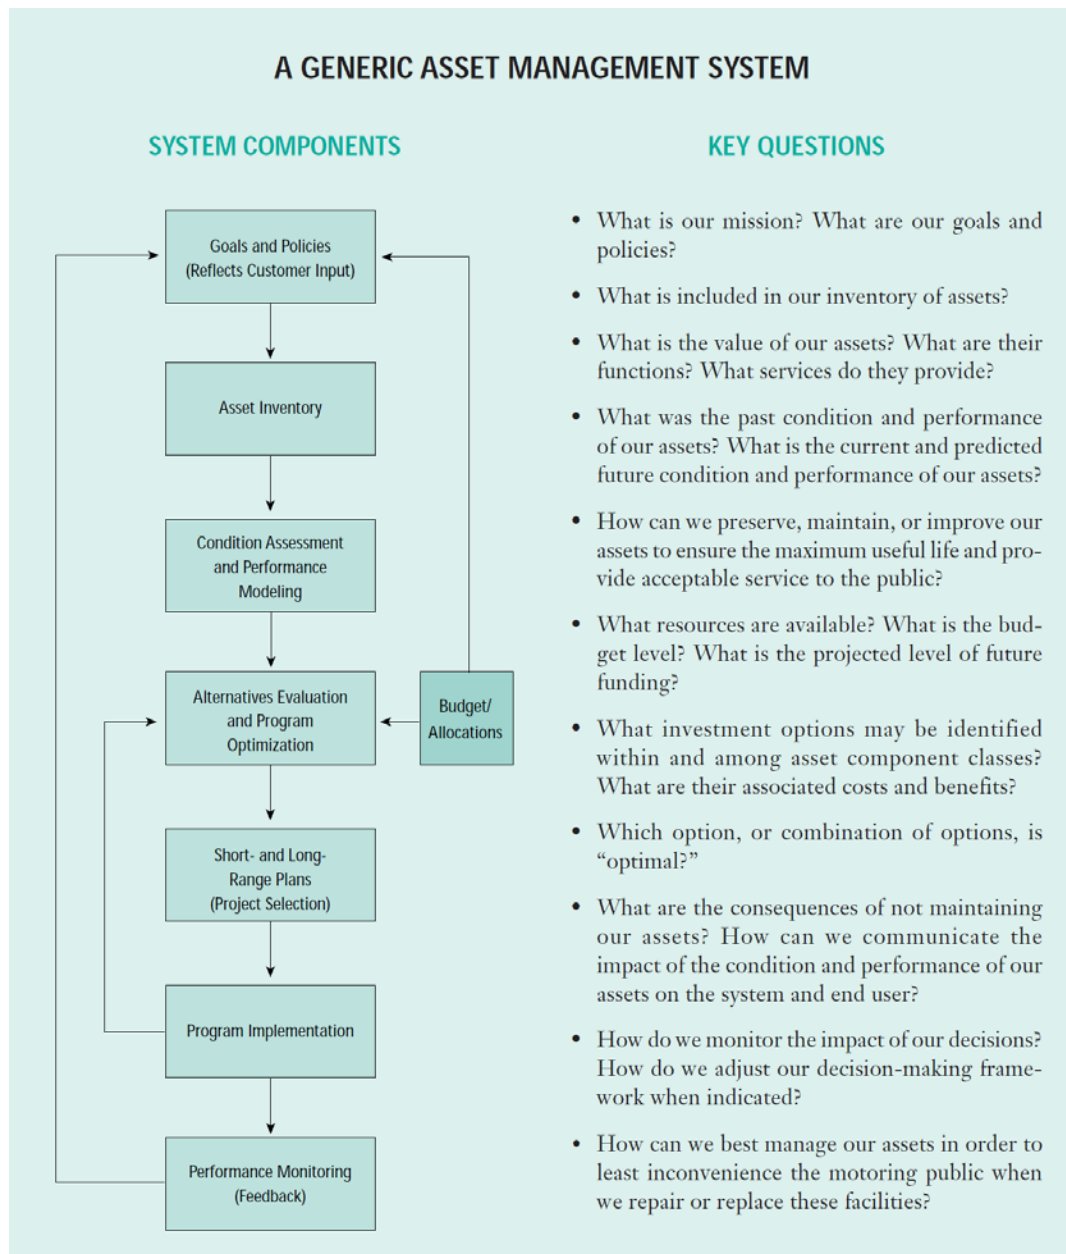 A GENERIC ASSET MANAGEMENT SYSTEM
SYSTEM COMPONENTS
Goals and Policies
(Reflects Customer Input)
Asset Inventory
Condition Assessment
and Performance
Modeling
Alternatives Evaluation
and Program
Optimization
Budget/
Allocations
Short- and Long-
Range Plans
(Project Selection)
Program Implementation
Performance Monitoring
(Feedback)
KEY QUESTIONS
• What is our mission? What are our goals and
policies?
• What is included in our inventory of assets?
• What is the value of our assets? What are their
functions? What services do they provide?
• What was the past condition and performance
of our assets? What is the current and predicted
future condition and performance of our assets?
• How can we preserve, maintain, or improve our
assets to ensure the maximum useful life and pro-
vide acceptable service to the public?
• What resources are available? What is the bud-
get level? What is the projected level of future
funding?
• What investment options may be identified
within and among asset component classes?
What are their associated costs and benefits?
• Which option, or combination of options, is
“optimal?”
• What are the consequences of not maintaining
our assets? How can we communicate the
impact of the condition and performance of our
assets on the system and end user?
• How do we monitor the impact of our decisions?
How do we adjust our decision-making frame-
work when indicated?
• How can we best manage our assets in order to
least inconvenience the motoring public when
we repair or replace these facilities?